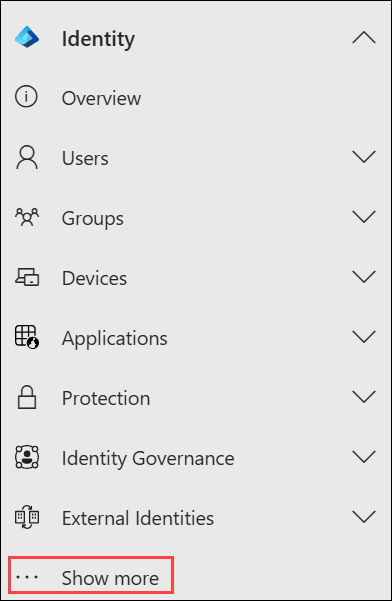 Identity
Overview
Users
Groups
Devices
Applications
Protection
Identity Governance
External Identities
Show more